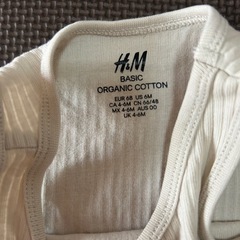 H&M
BASIC
ORGANIC COTTON
EUR 68 US 6M
CA 4-6M CN 66/48
MX 4-6M AUS 00
UK 4-6M